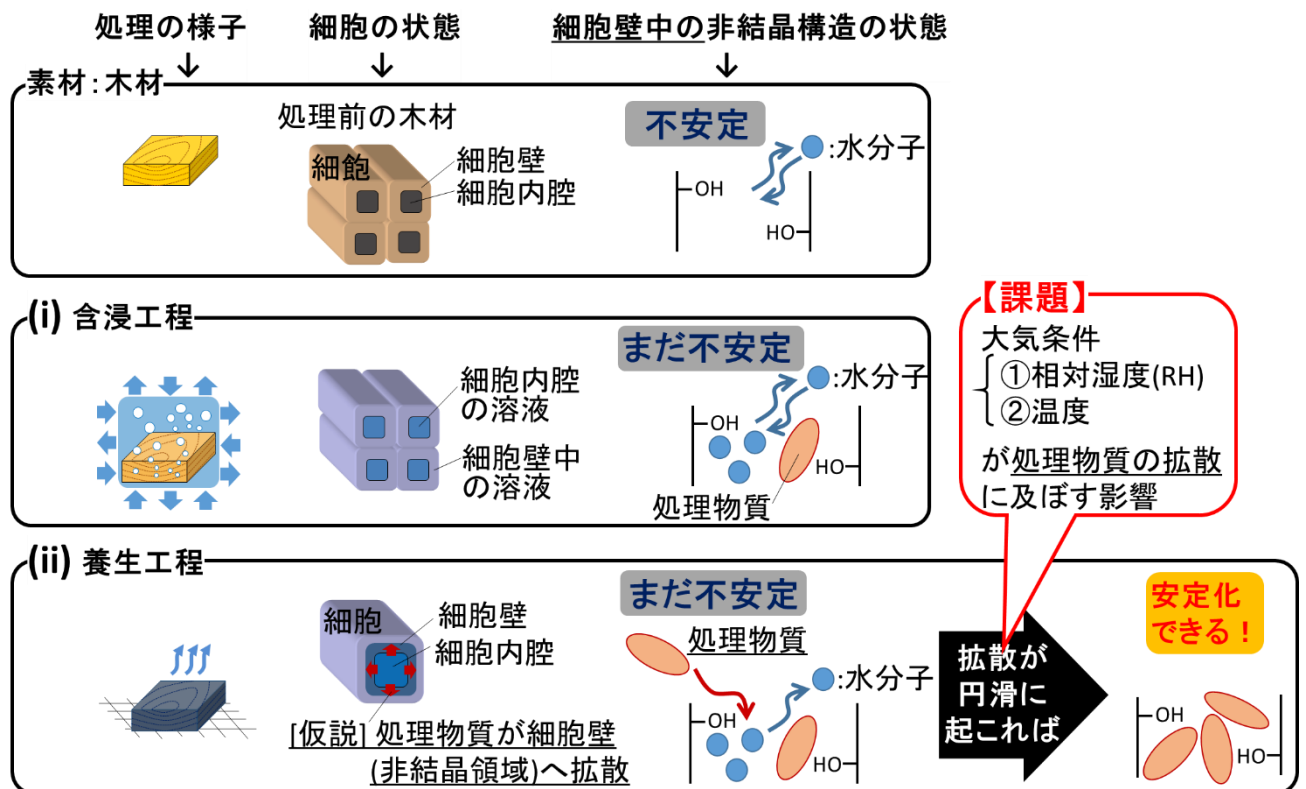 処理の様子
細胞の状態
細胞壁中の非結晶構造の状態
↓
↓
↓
素材:木材
処理前の木材
細飽
細胞壁
細胞内腔
不安定
:水分子
OH
HO
(i) 含浸工程
細胞内腔
の溶液
細胞壁中
の溶液
まだ不安定
:水分子
OH
HO
処理物質
【課題】
大気条件
①相対湿度(RH)
②温度
が処理物質の拡散
に及ぼす影響
(ii) 養生工程
細胞
細胞壁
細胞内腔
[仮説] 処理物質が細胞壁
(非結晶領域)へ拡散
まだ不安定
処理物質
:水分子
OH
HO
拡散が
円滑に
起これば
安定化
できる!
OH
HO